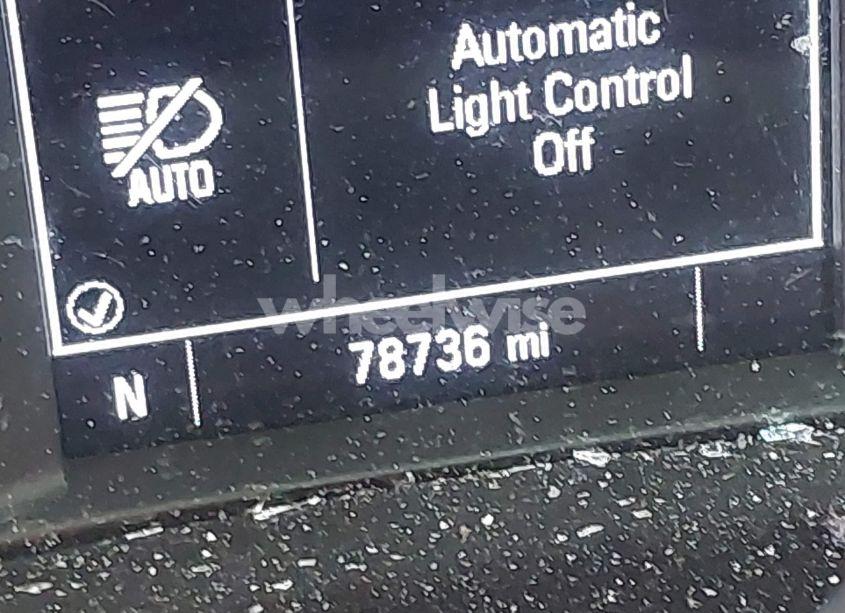 Automatic
Light Control
Off
AUTO
wheelwise
78736 mi
N